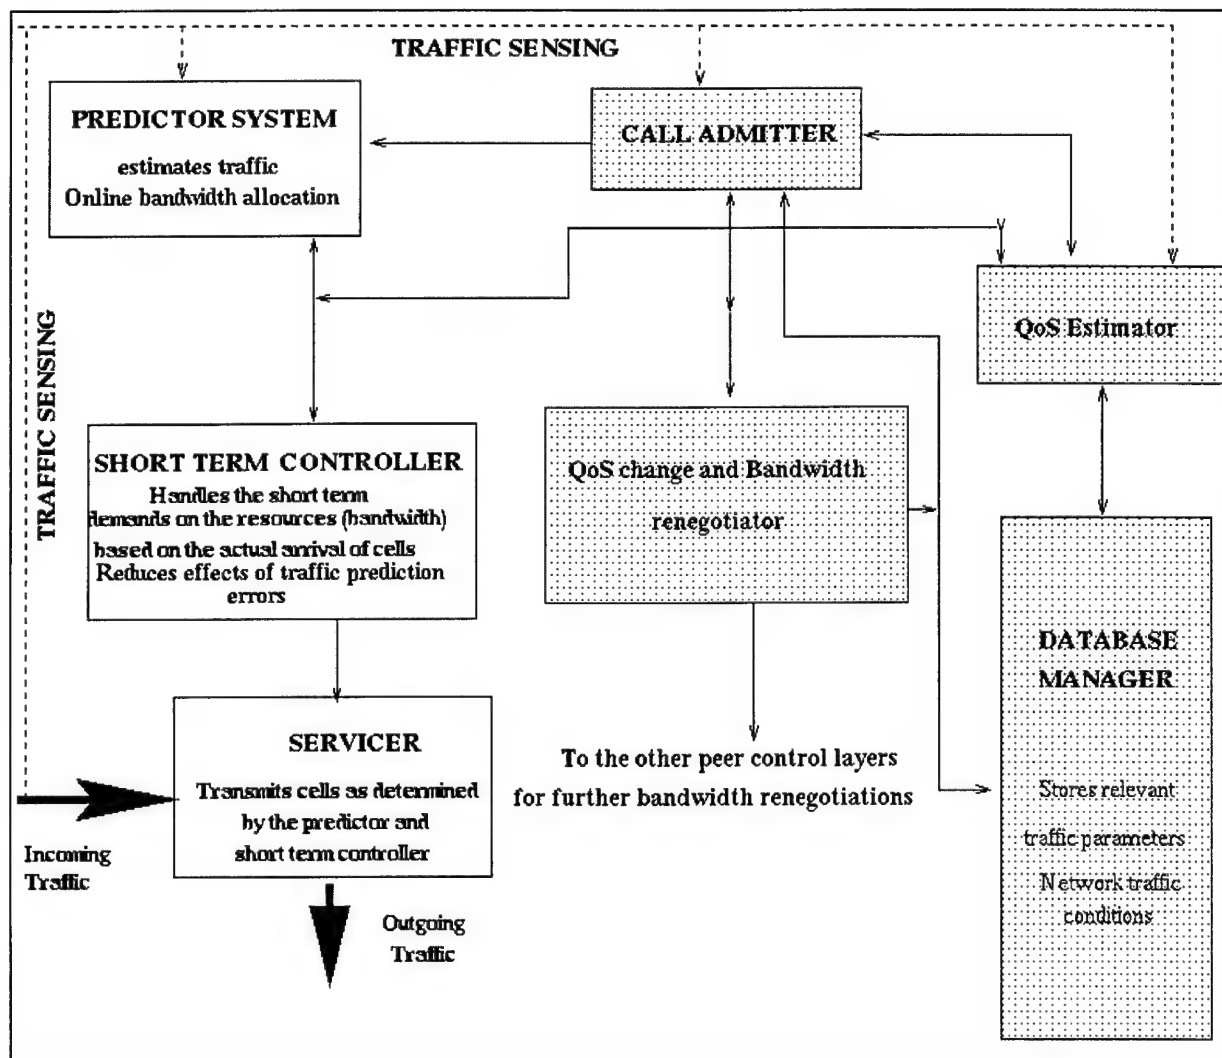 TRAFFIC SENSING
PREDICTOR SYSTEM
estimates traffic
Online bandwidth allocation
CALL ADMITTER
QoS Estimator
TRAFFIC SENSING
SHORT TERM CONTROLLER
Handles the short term
demands on the resources (bandwidth)
based on the actual arrival of cells
Reduces effects of traffic prediction
errors
QoS change and Bandwidth
renegotiator
DATABASE
MANAGER
Stores relevant
traffic parameters
Network traffic
conditions
SERVICER
Transmits cells as determined
by the predictor and
short term controller
To the other peer control layers
for further bandwidth renegotiations
Incoming
Traffic
Outgoing
Traffic